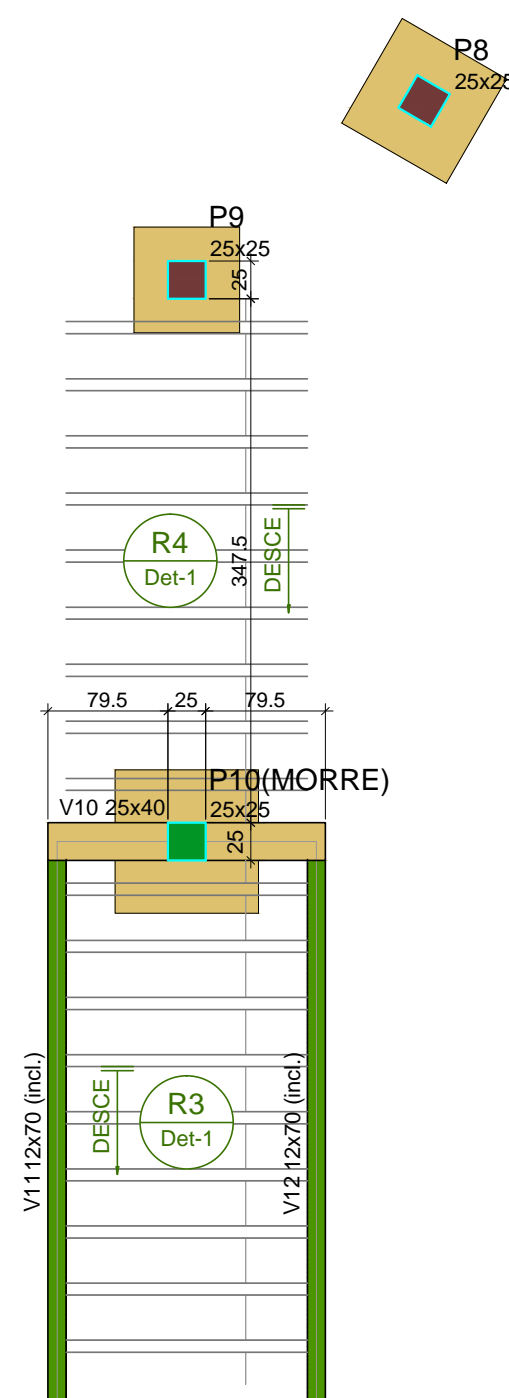 P8
25x25
P9
25x25
25
R4
Det-1
347.5
DESCE
79.5
25
79.5
P10(MORRE)
V10 25x40
25x25
25
DESCE
R3
Det-1
V11 12x70 (incl.)
V12 12x70 (incl.)